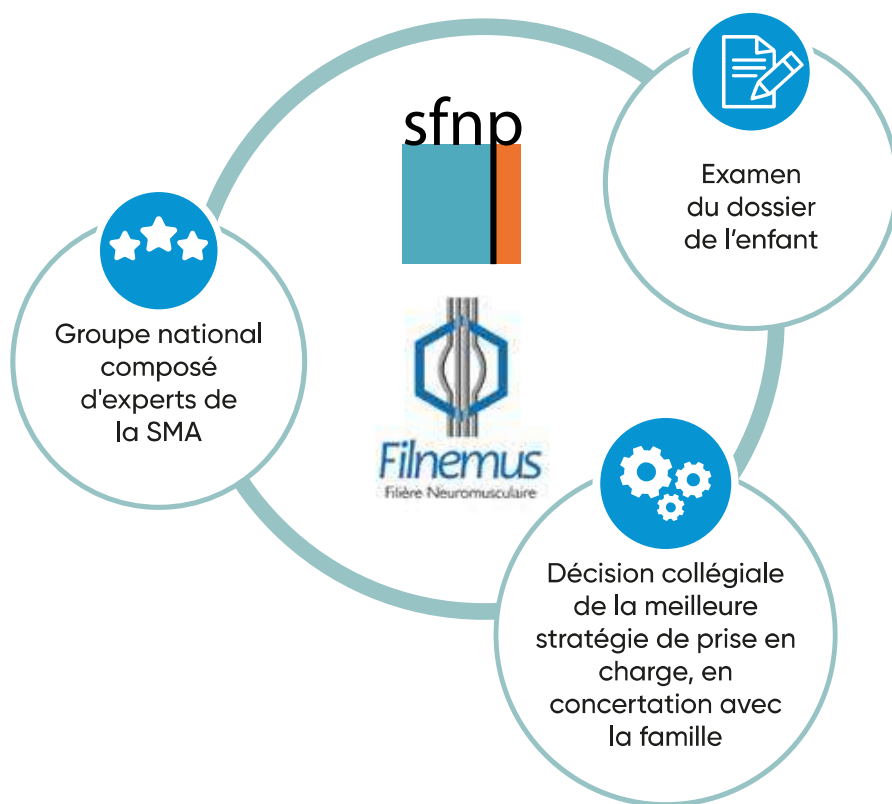 sfnp
Examen
du dossier
de l’enfant
Groupe national
composé
d'experts de
la SMA
Filnemus
Filière Neuromusculaire
Décision collégiale
de la meilleure
stratégie de prise en
charge, en
concertation avec
la famille